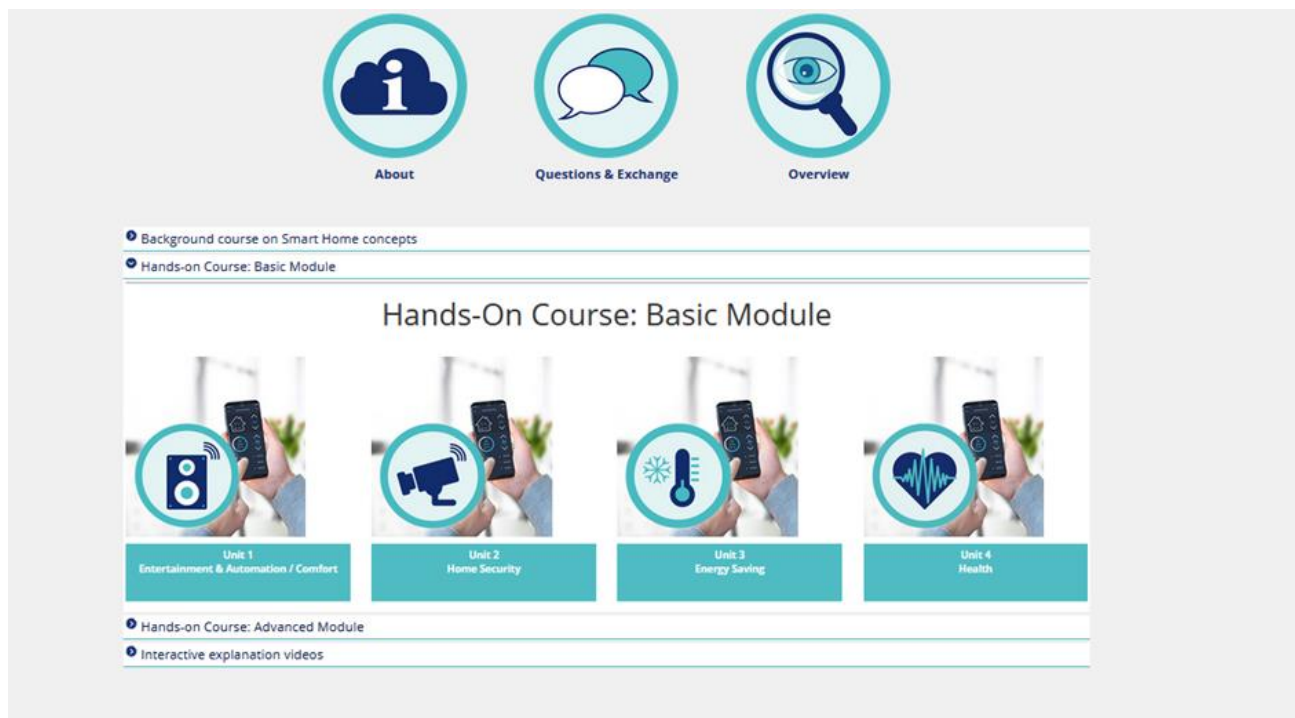 About
Questions & Exchange
Overview
Background course on Smart Home concepts
Hands-on Course: Basic Module
Hands-On Course: Basic Module
Unit 1
Entertainment & Automation / Comfort
Unit 2
Home Security
Unit 3
Energy Saving
Unit 4
Health
Hands-on Course: Advanced Module
Interactive explanation videos